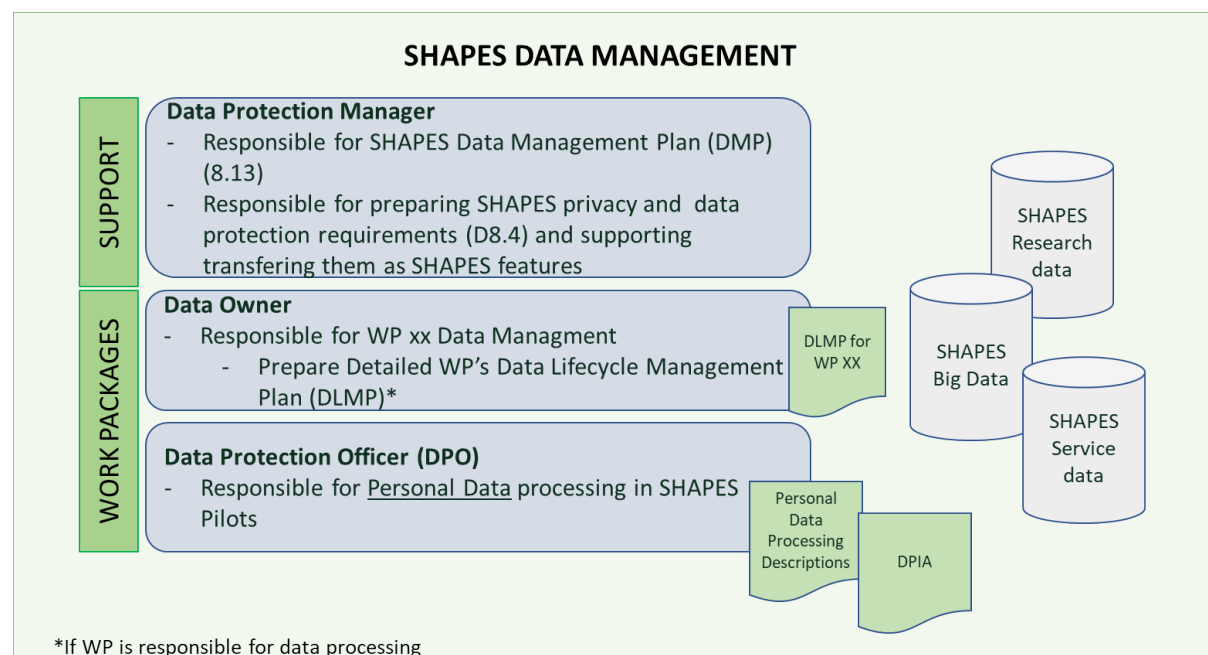 SHAPES DATA MANAGEMENT
SUPPORT
Data Protection Manager
- Responsible for SHAPES Data Management Plan (DMP)
(8.13)
- Responsible for preparing SHAPES privacy and data
protection requirements (D8.4) and supporting
transfering them as SHAPES features
WORK PACKAGES
Data Owner
- Responsible for WP xx Data Managment
- Prepare Detailed WP's Data Lifecycle Management
Plan (DLMP)*
DLMP for
WP XX
Data Protection Officer (DPO)
- Responsible for Personal Data processing in SHAPES
Pilots
Personal
Data
Processing
Descriptions
DPIA
SHAPES
Research
data
SHAPES
Big Data
SHAPES
Service
data
*If WP is responsible for data processing